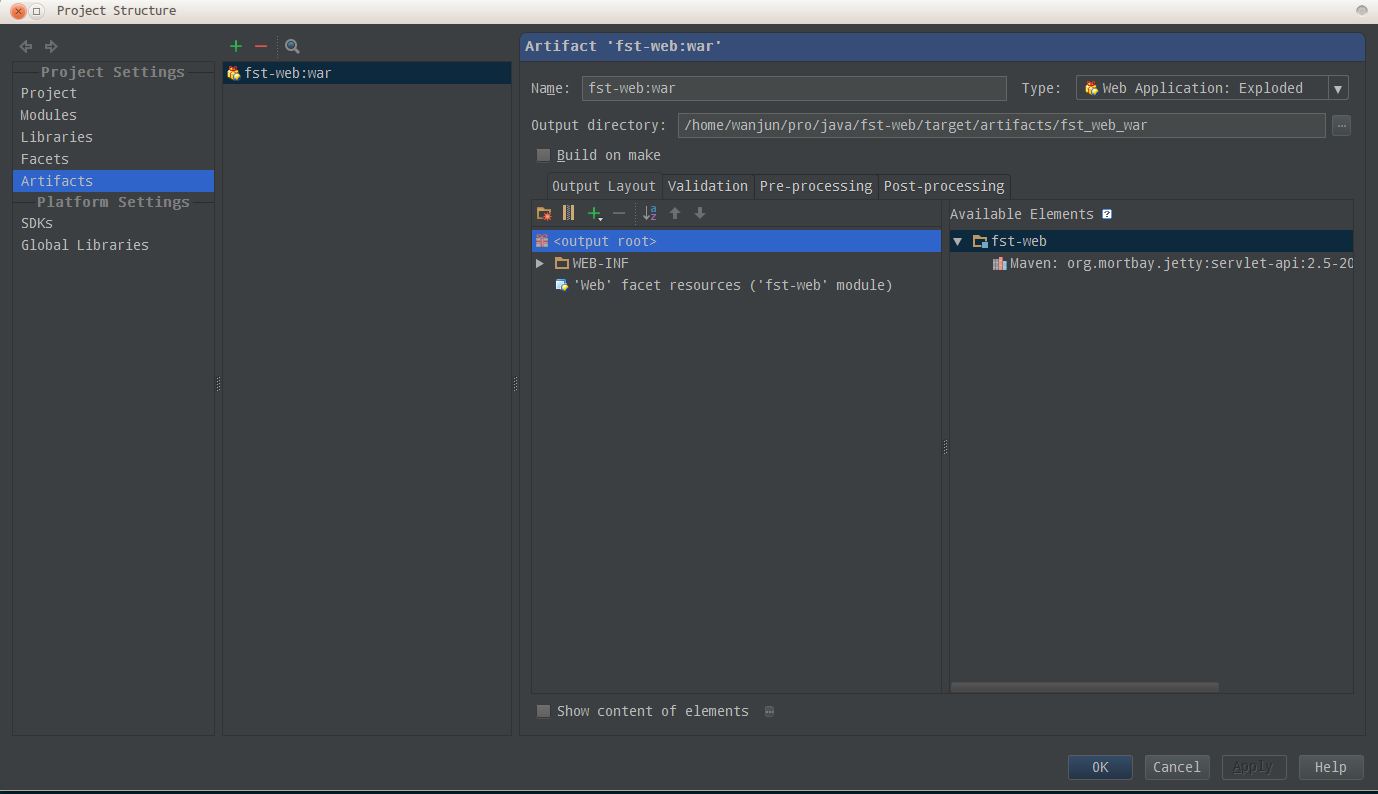 Project Structure
Project Settings
Project
Modules
Libraries
Facets
Artifacts
Platform Settings
SDKs
Global Libraries
fst-web:war
Artifact 'fst-web:war'
Name: fst-web:war Type: Web Application: Exploded
Output directory: /home/wanjun/pro/java/fst-web/target/artifacts/fst_web_war
Build on make
Output Layout Validation Pre-processing Post-processing
Available Elements ?
<output root>
WEB-INF
'Web' facet resources ('fst-web' module)
fst-web
Maven: org.mortbay.jetty:servlet-api:2.5-20
Show content of elements
OK Cancel Apply Help